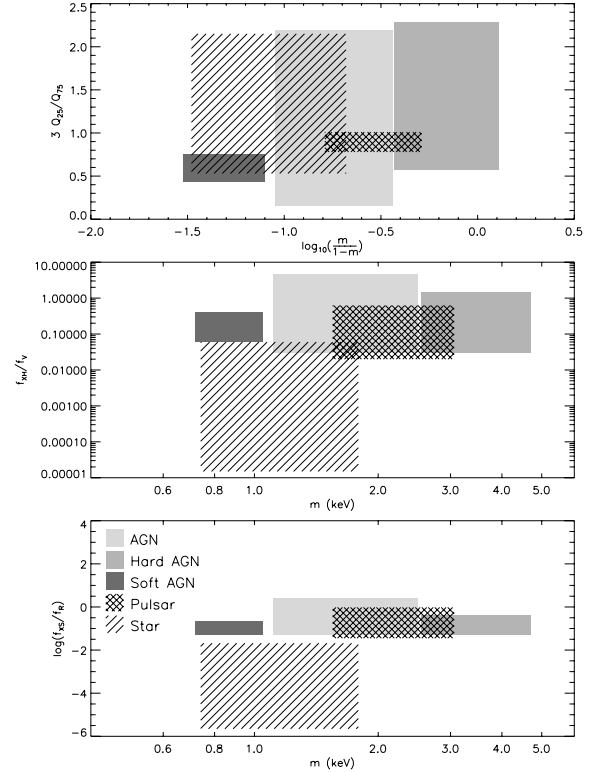 2.5
2.0
1.5
1.0
0.5
0.0
3 Q25/Q75
−2.0 −1.5 −1.0 −0.5 0.0 0.5
log10(m/1−m)
10.00000
1.00000
0.10000
0.01000
0.00100
0.00010
0.00001
fXH/fV
0.6 0.8 1.0 2.0 3.0 4.0 5.0
m (keV)
4
2
0
−2
−4
−6
log(fXS/fR)
AGN
Hard AGN
Soft AGN
Pulsar
Star
0.6 0.8 1.0 2.0 3.0 4.0 5.0
m (keV)